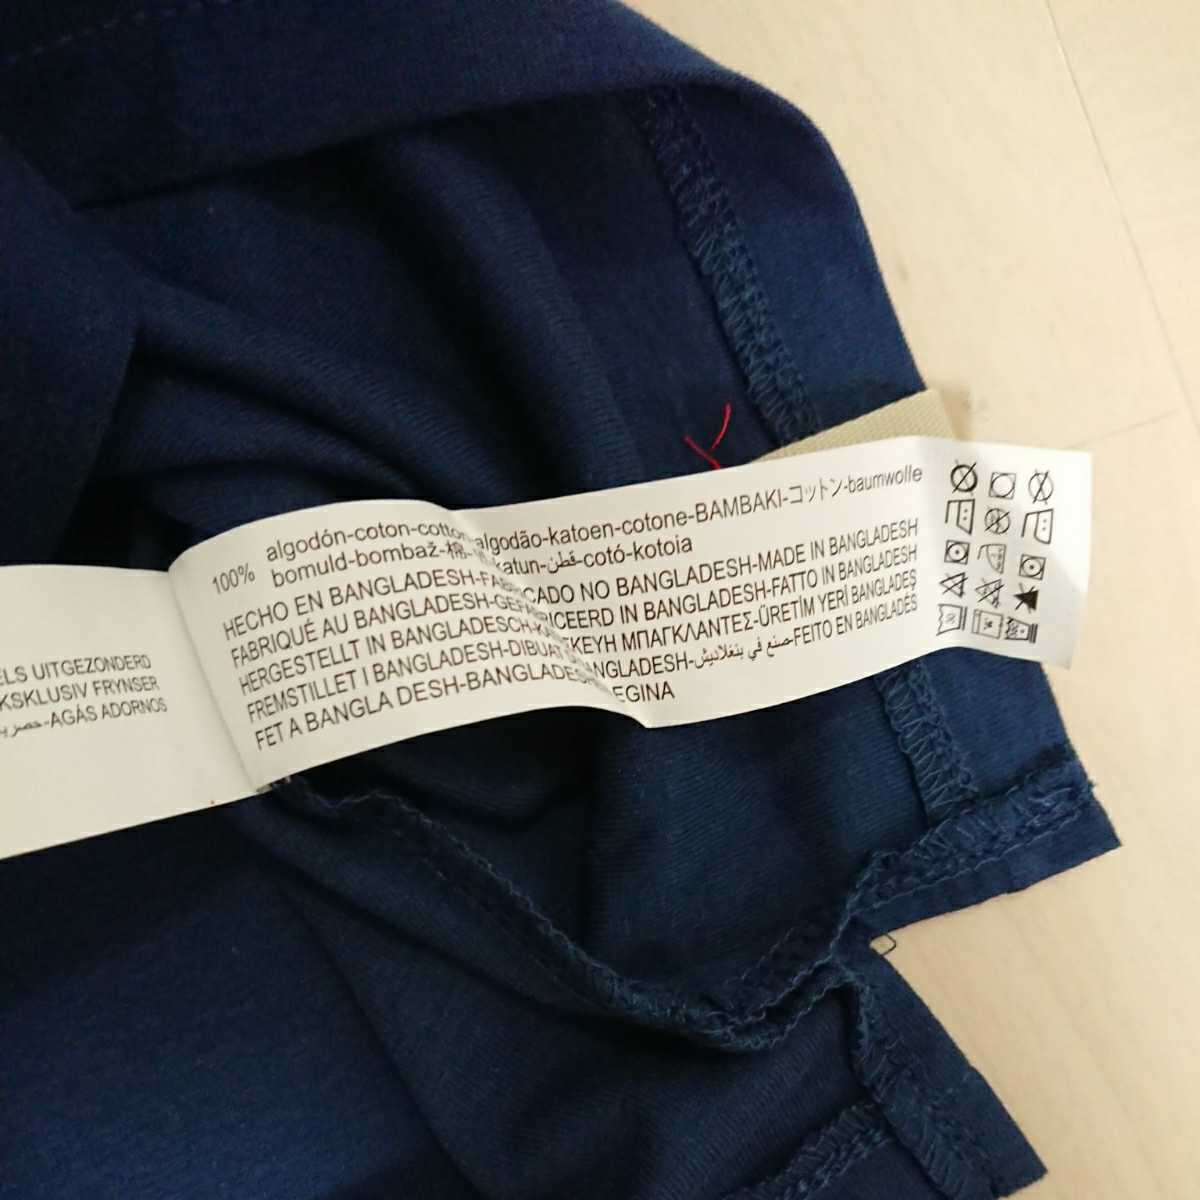 ELS UITGEZONDERD
KSKLUSIV FRYNSER
-AGÁS ADORNOS
100% algodón-coton-cotton-algodão-katoen-cotone-BAMBAKI-コットン-baumwolle
bomuld-bombaž-棉- katun-قطن-cotó-kotoia
HECHO EN BANGLADESH-FABRICADO NO BANGLADESH-MADE IN BANGLADESH
FABRIQUÉ AU BANGLADESH-GEFABRICEERD IN BANGLADESH-FATTO IN BANGLADESH
HERGESTELLT IN BANGLADESCH-ΚΑΤΑΣΚΕΥΗ ΜΠΑΓΚΛΑΝΤΕΣ-ÜRETİM YERİ BANGLADEŞ
FREMSTILLET I BANGLADESH-DIBUAT BANGLADESH-صنع في بنغلاديش-FEITO EN BANGLADÉS
FET A BANGLA DESH-BANGLADESH EGINA